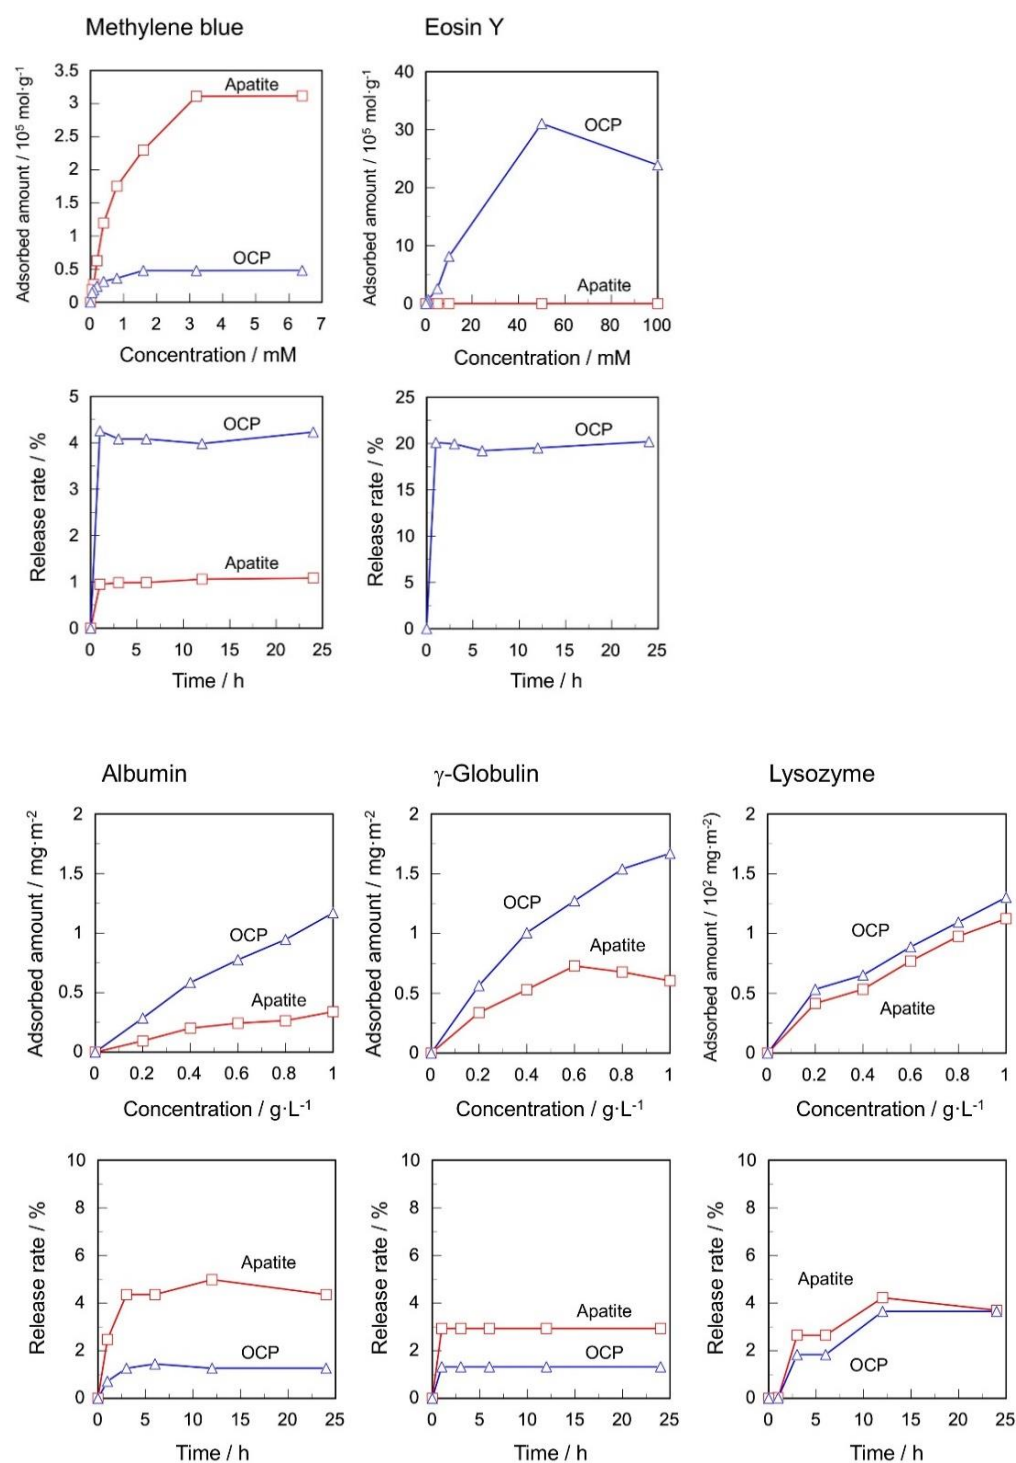 Methylene blue
Eosin Y
Adsorbed amount / 10⁵ mol·g⁻¹
3.5
3
2.5
2
1.5
1
0.5
0
Apatite
OCP
0 1 2 3 4 5 6 7
Concentration / mM
Adsorbed amount / 10⁵ mol·g⁻¹
40
30
20
10
0
OCP
Apatite
0 20 40 60 80 100
Concentration / mM
Release rate / %
5
4
3
2
1
0
OCP
Apatite
0 5 10 15 20 25
Time / h
Release rate / %
25
20
15
10
5
0
OCP
0 5 10 15 20 25
Time / h
Albumin
γ-Globulin
Lysozyme
Adsorbed amount / mg·m⁻²
2
1.5
1
0.5
0
OCP
Apatite
0 0.2 0.4 0.6 0.8 1
Concentration / g·L⁻¹
Adsorbed amount / mg·m⁻²
2
1.5
1
0.5
0
OCP
Apatite
0 0.2 0.4 0.6 0.8 1
Concentration / g·L⁻¹
Adsorbed amount / 10² mg·m⁻²)
2
1.5
1
0.5
0
OCP
Apatite
0 0.2 0.4 0.6 0.8 1
Concentration / g·L⁻¹
Release rate / %
10
8
6
4
2
0
Apatite
OCP
0 5 10 15 20 25
Time / h
Release rate / %
10
8
6
4
2
0
Apatite
OCP
0 5 10 15 20 25
Time / h
Release rate / %
10
8
6
4
2
0
Apatite
OCP
0 5 10 15 20 25
Time / h